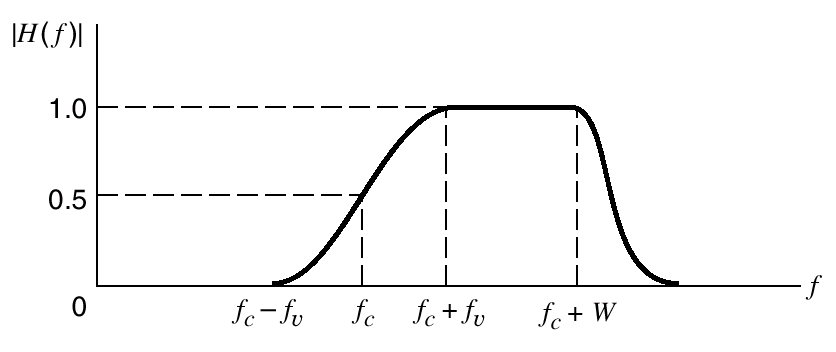 |H(f)|
1.0
0.5
0
f_c − f_v
f_c
f_c + f_v
f_c + W
f